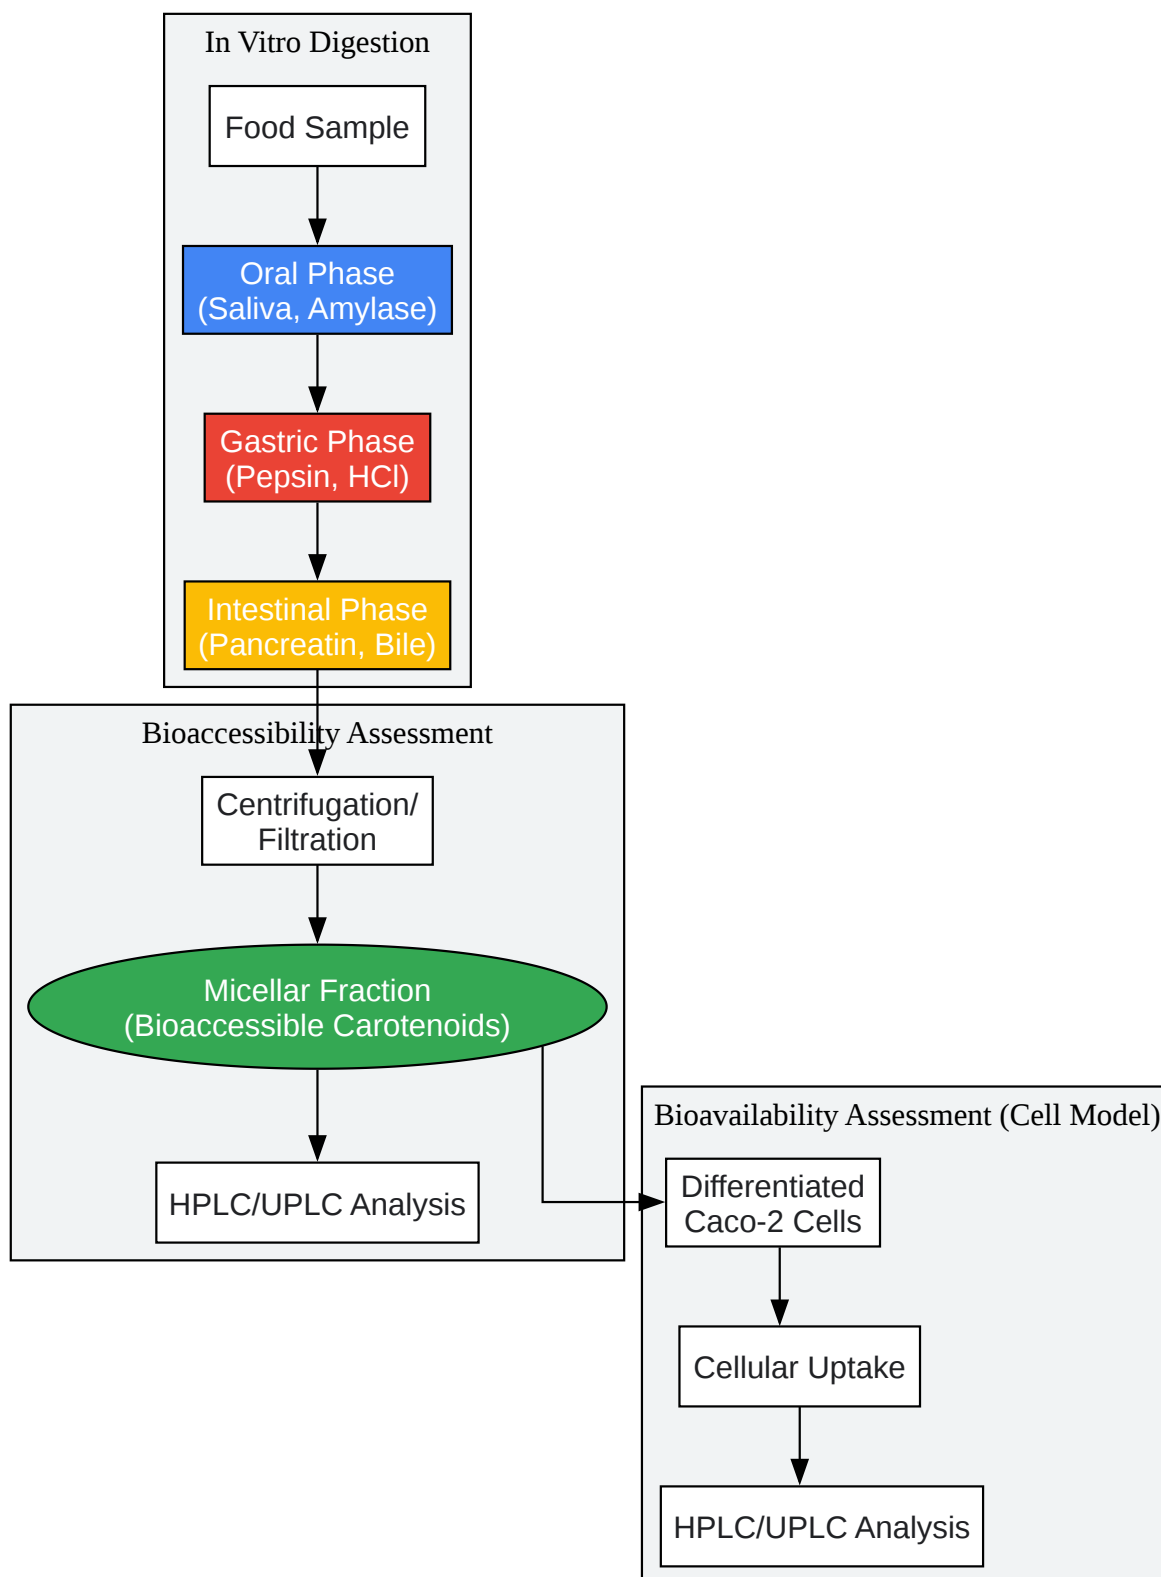 In Vitro Digestion
Food Sample
Oral Phase
(Saliva, Amylase)
Gastric Phase
(Pepsin, HCl)
Intestinal Phase
(Pancreatin, Bile)
Bioaccessibility Assessment
Centrifugation/
Filtration
Micellar Fraction
(Bioaccessible Carotenoids)
HPLC/UPLC Analysis
Bioavailability Assessment (Cell Model)
Differentiated
Caco-2 Cells
Cellular Uptake
HPLC/UPLC Analysis